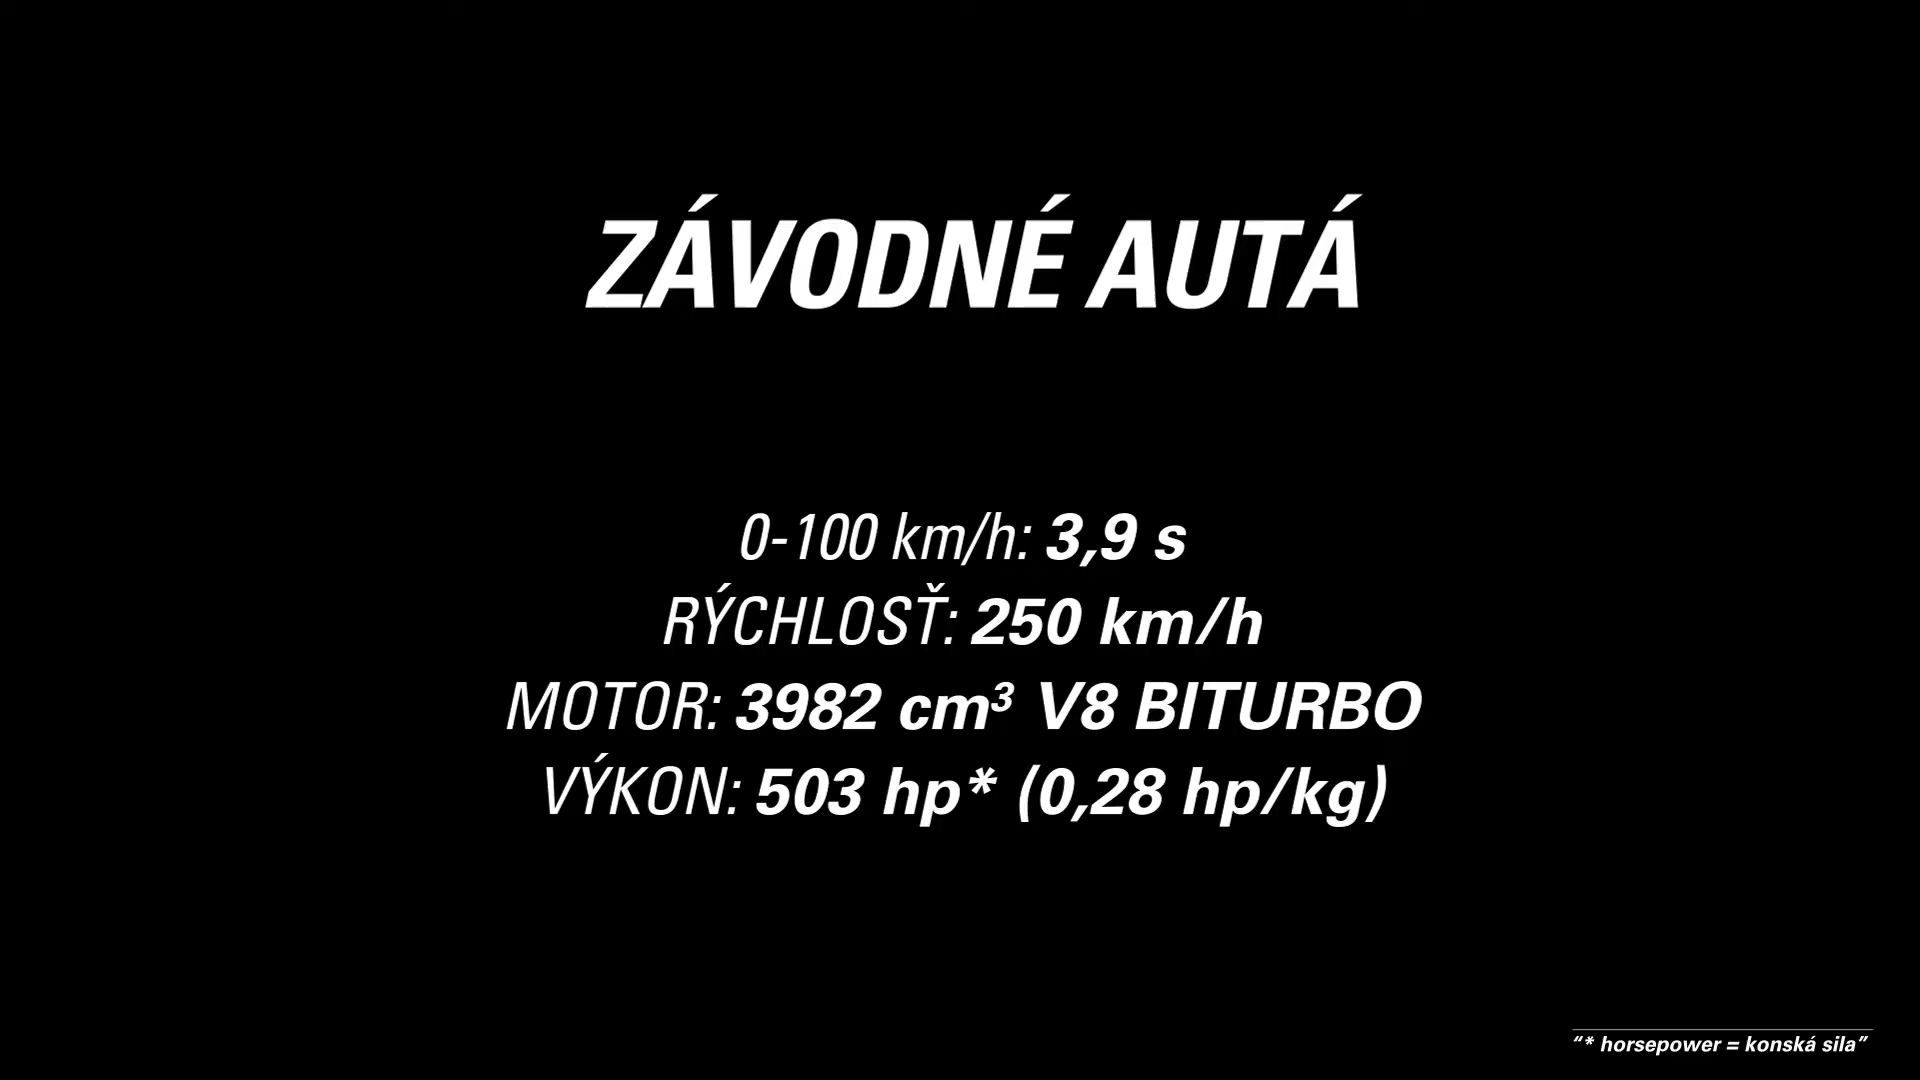 ZÁVODNÉ AUTÁ
0-100 km/h: 3,9 s
RÝCHLOSŤ: 250 km/h
MOTOR: 3982 cm³ V8 BITURBO
VÝKON: 503 hp* (0,28 hp/kg)
“* horsepower = konská sila”